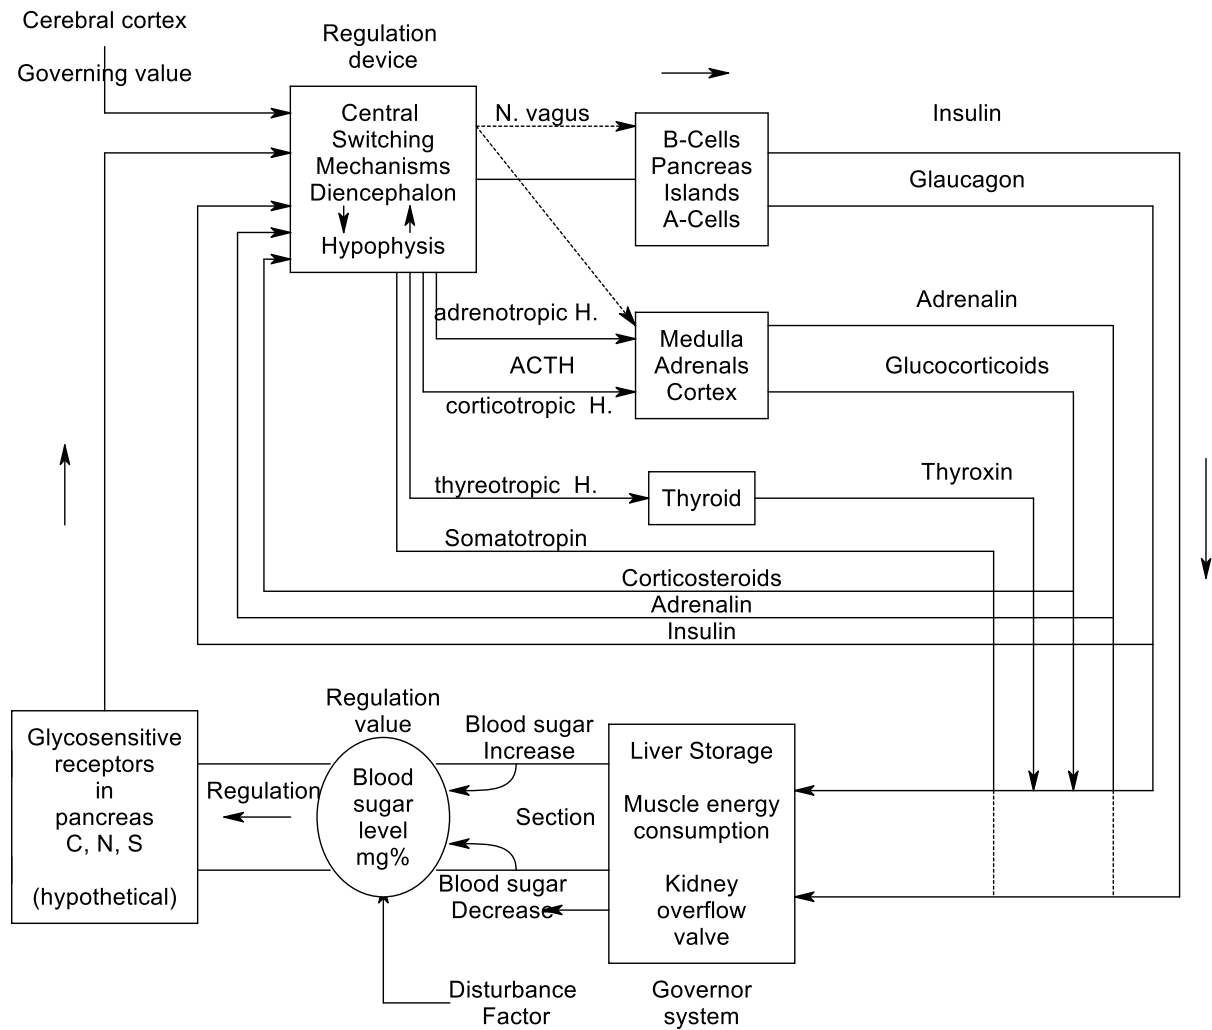 Cerebral cortex
Governing value
Regulation
device
Central
Switching
Mechanisms
Diencephalon
Hypophysis
N. vagus
B-Cells
Pancreas
Islands
A-Cells
Insulin
Glaucagon
adrenotropic H.
ACTH
corticotropic H.
Medulla
Adrenals
Cortex
Adrenalin
Glucocorticoids
thyreotropic H.
Thyroid
Thyroxin
Somatotropin
Corticosteroids
Adrenalin
Insulin
Glycosensitive
receptors
in
pancreas
C, N, S
(hypothetical)
Regulation
Regulation
value
Blood
sugar
level
mg%
Blood sugar
Increase
Section
Blood sugar
Decrease
Liver Storage
Muscle energy
consumption
Kidney
overflow
valve
Disturbance
Factor
Governor
system